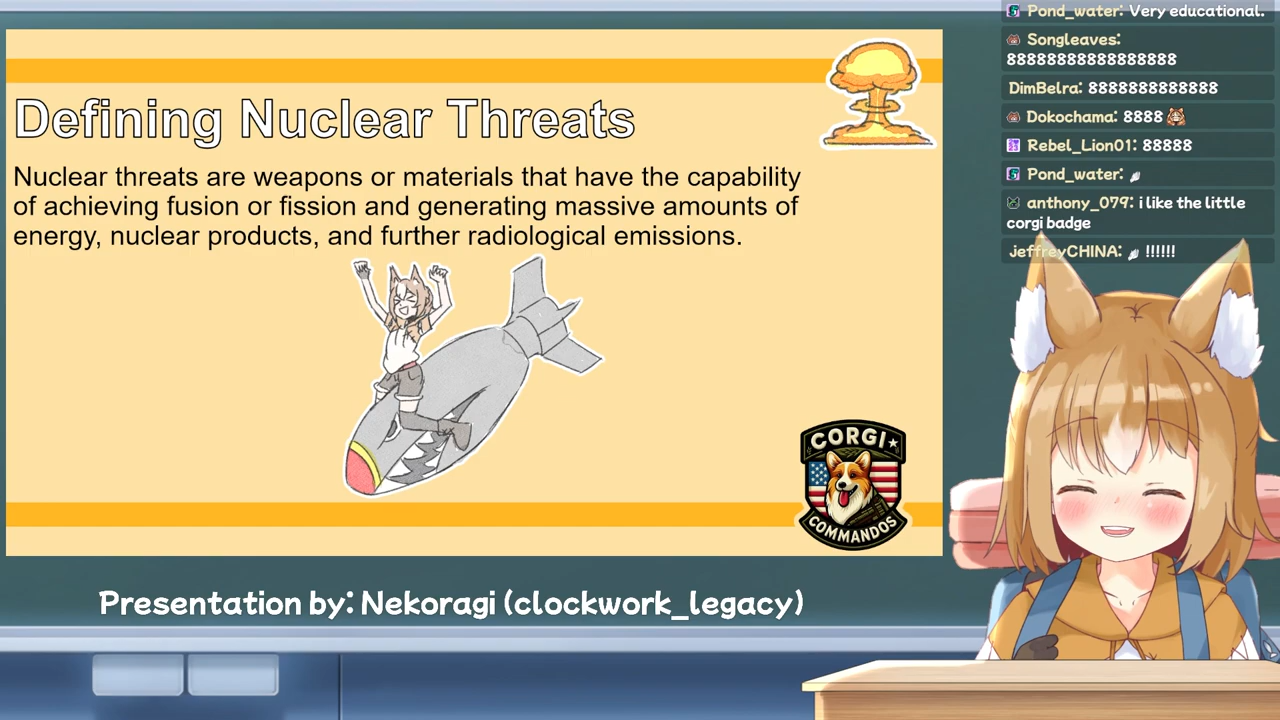 Defining Nuclear Threats
Nuclear threats are weapons or materials that have the capability
of achieving fusion or fission and generating massive amounts of
energy, nuclear products, and further radiological emissions.
CORGI
COMMANDOS
Presentation by: Nekoragi (clockwork_legacy)
Pond_water: Very educational.
Songleaves:
88888888888888888
DimBelra: 8888888888888
Dokochama: 8888
Rebel_Lion01: 88888
Pond_water:
anthony_079: i like the little
corgi badge
jeffreyCHINA: !!!!!!